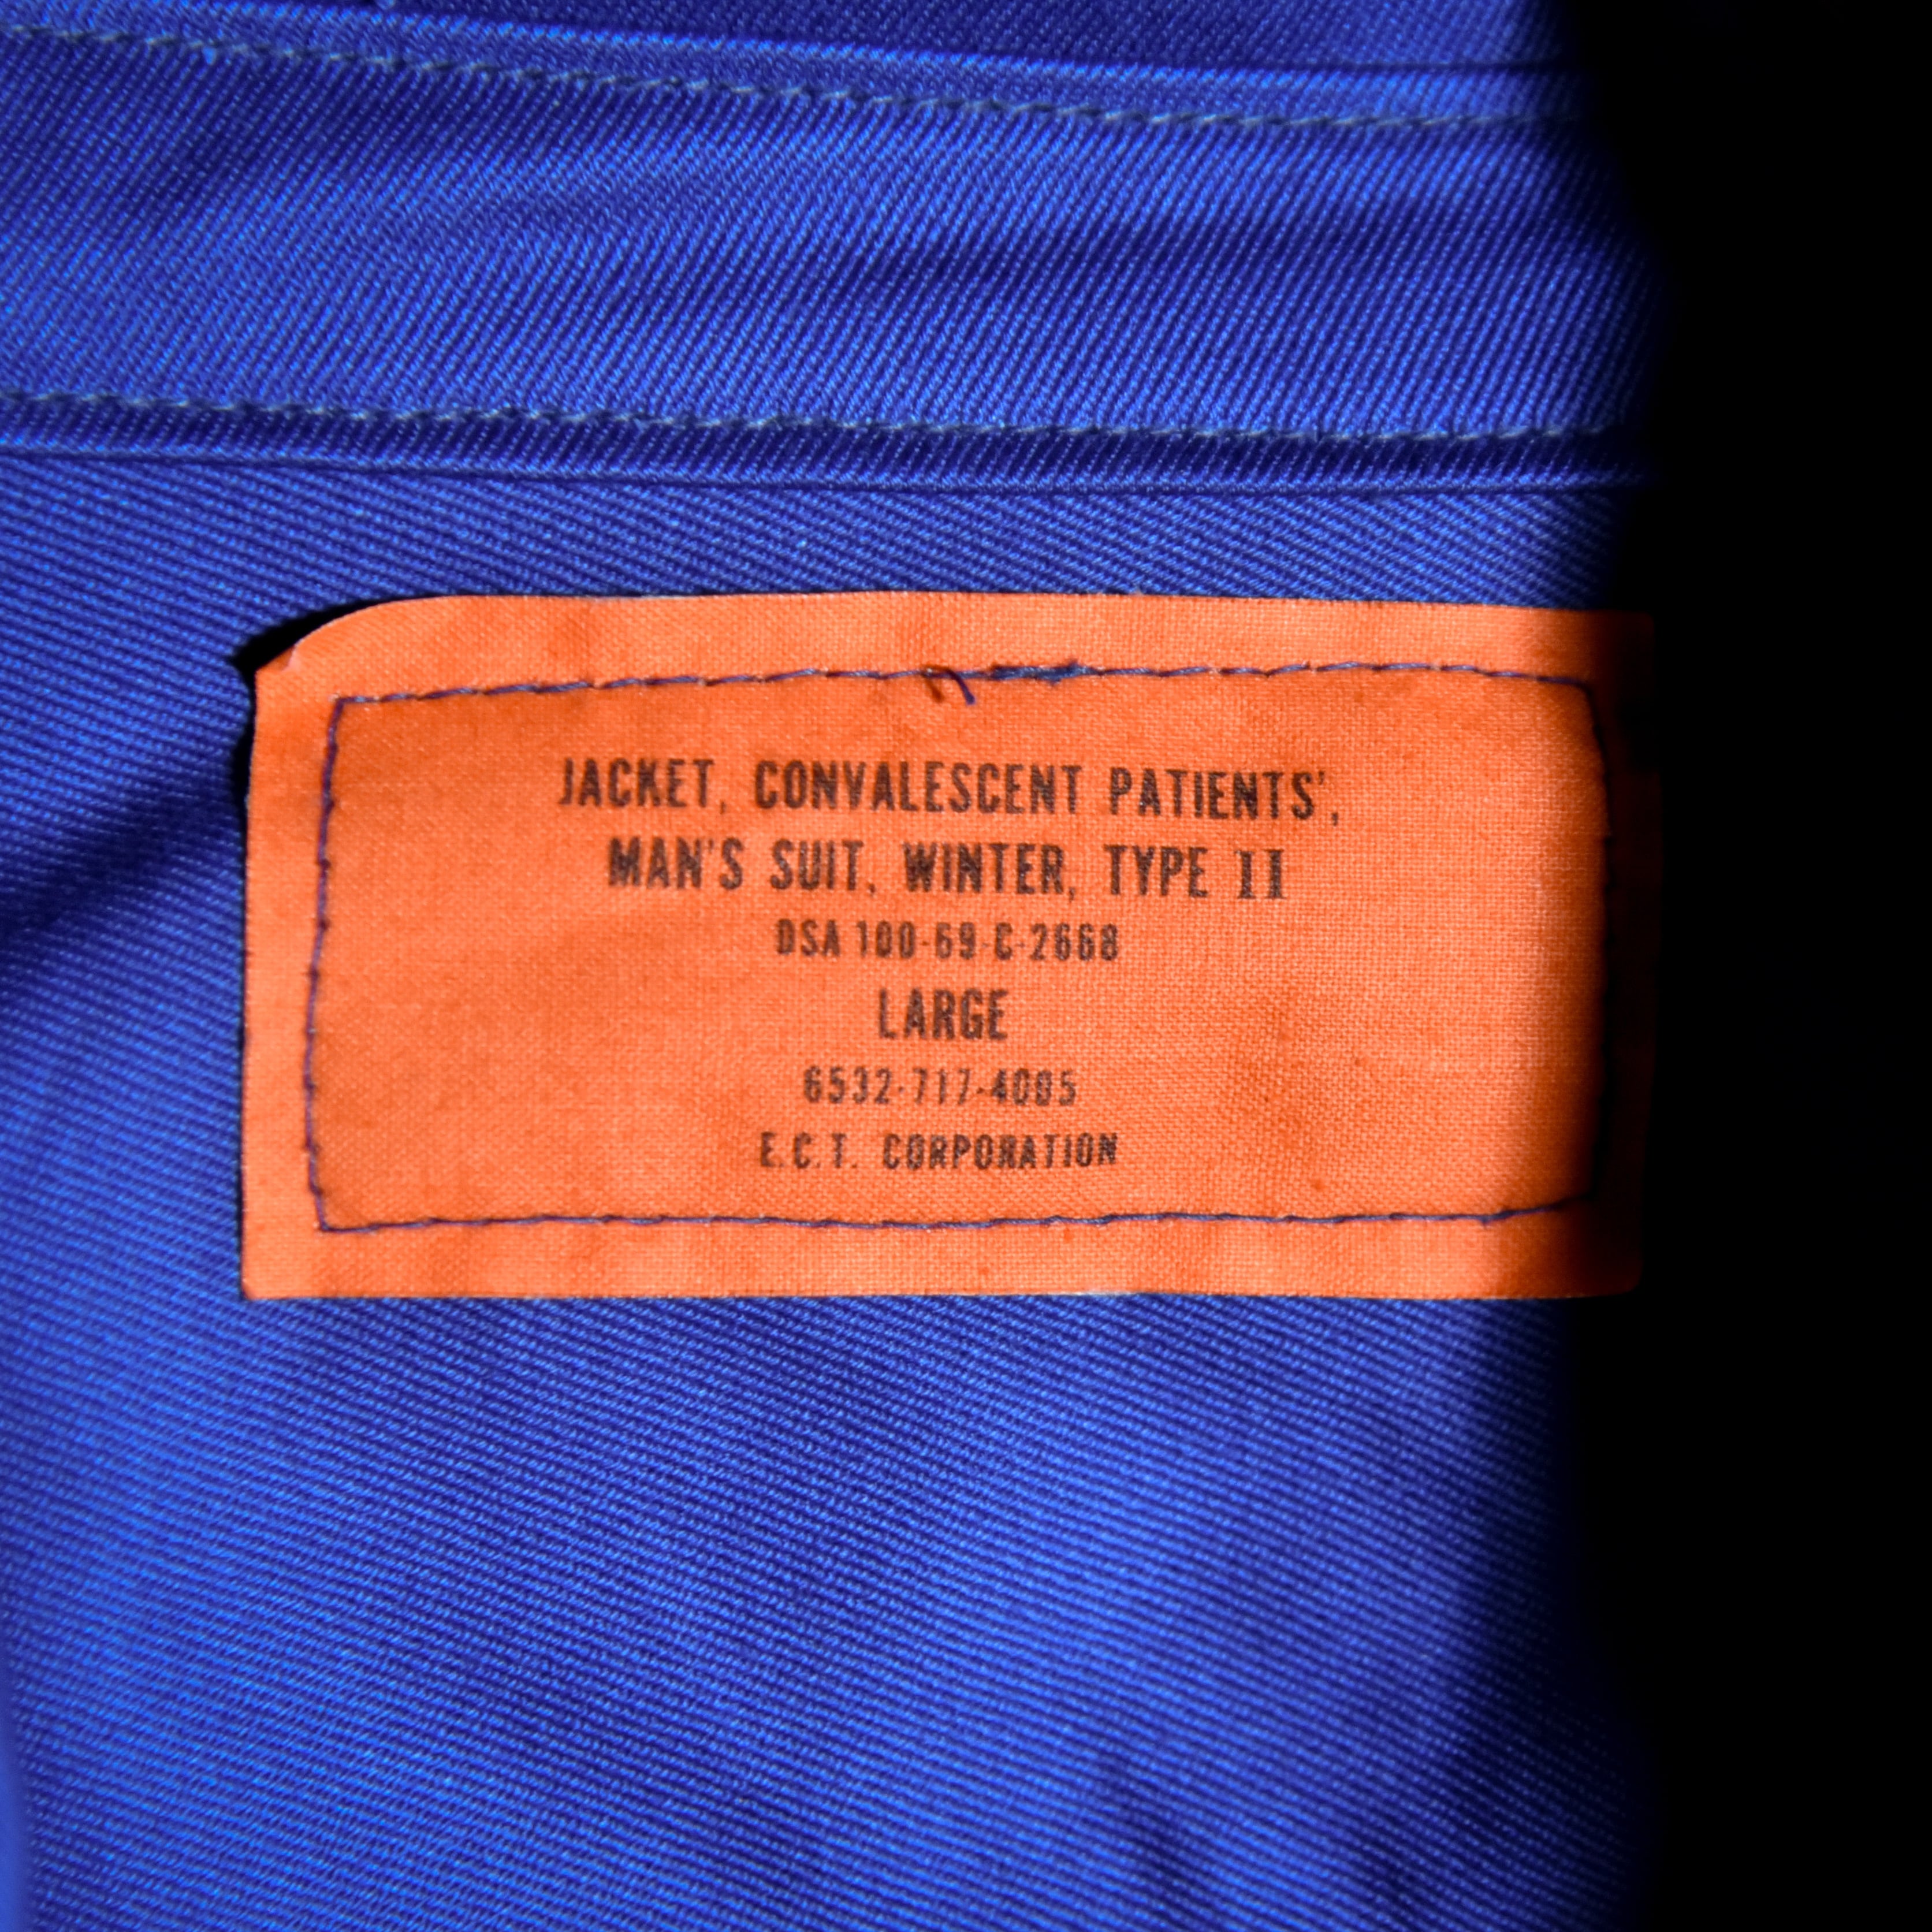 JACKET, CONVALESCENT PATIENTS',
MAN'S SUIT, WINTER, TYPE II
DSA 100-69-C-2668
LARGE
6532-717-4085
E.C.T. CORPORATION